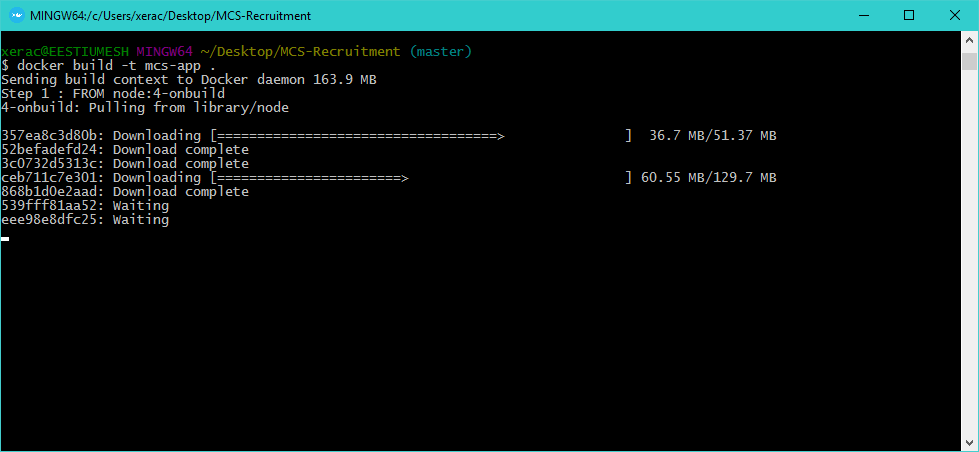 MINGW64:/c/Users/xerac/Desktop/MCS-Recruitment
xerac@EESTIUMESH MINGW64 ~/Desktop/MCS-Recruitment (master)
$ docker build -t mcs-app .
Sending build context to Docker daemon 163.9 MB
Step 1 : FROM node:4-onbuild
4-onbuild: Pulling from library/node
357ea8c3d80b: Downloading [===================================>               ]  36.7 MB/51.37 MB
52befadefd24: Download complete
3c0732d5313c: Download complete
ceb711c7e301: Downloading [=======================>                           ] 60.55 MB/129.7 MB
868b1d0e2aad: Download complete
539fff81aa52: Waiting
eee98e8dfc25: Waiting